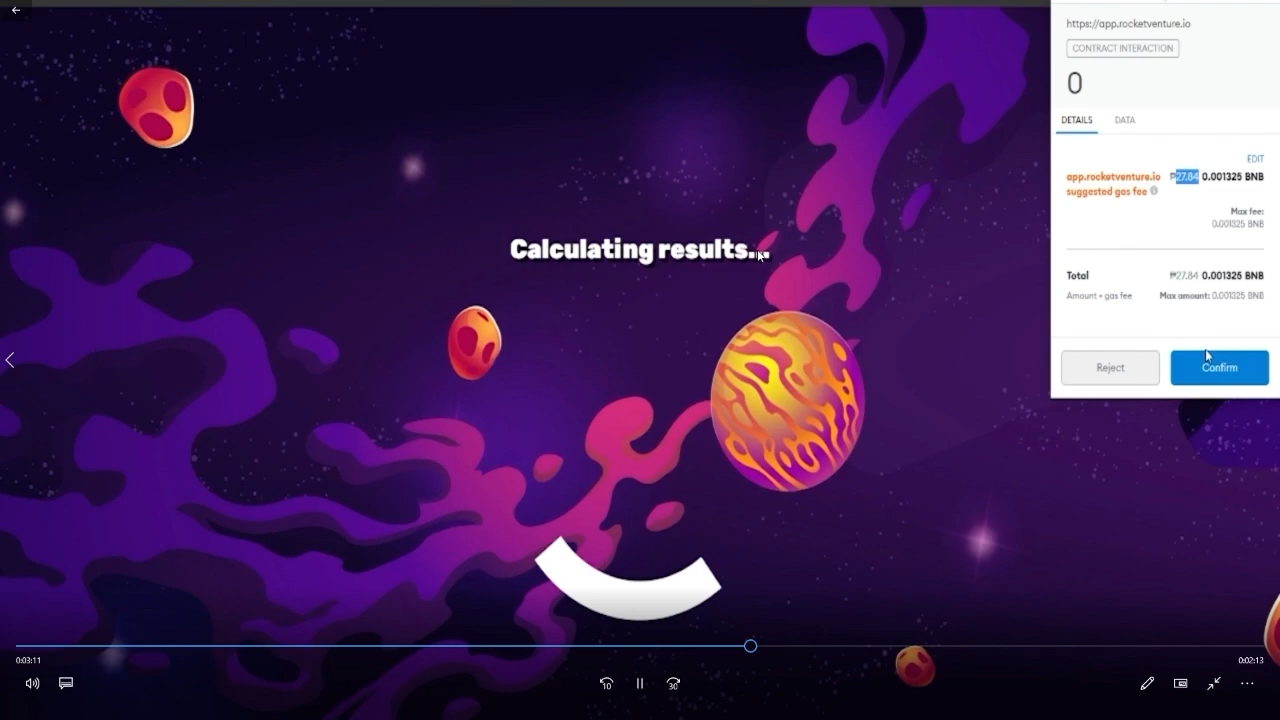 https://app.rocketventure.io
CONTRACT INTERACTION
0
DETAILS DATA
EDIT
app.rocketventure.io ₱27.84 0.001325 BNB
suggested gas fee
Max fee:
0.001325 BNB
Calculating results...
Total ₱27.84 0.001325 BNB
Amount + gas fee Max amount: 0.001325 BNB
Reject Confirm
0:03:11 0:02:13
10 30